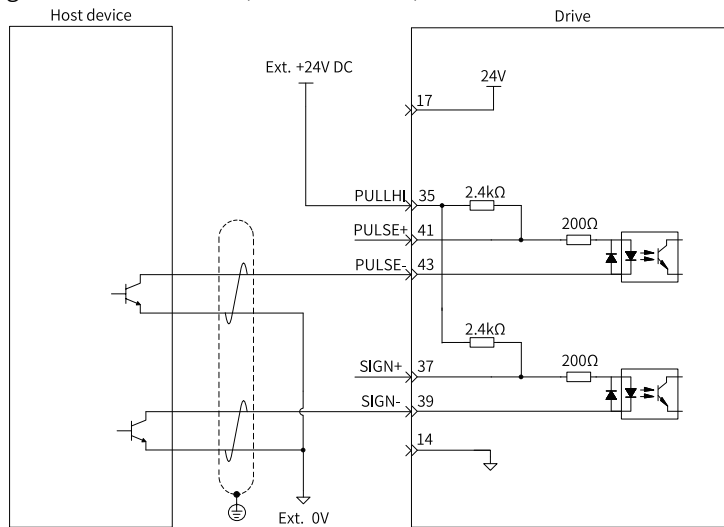 Host device
Drive
Ext. +24V DC
24V
17
PULLHI
35
2.4kΩ
PULSE+
41
200Ω
PULSE-
43
2.4kΩ
SIGN+
37
200Ω
SIGN-
39
14
Ext. 0V